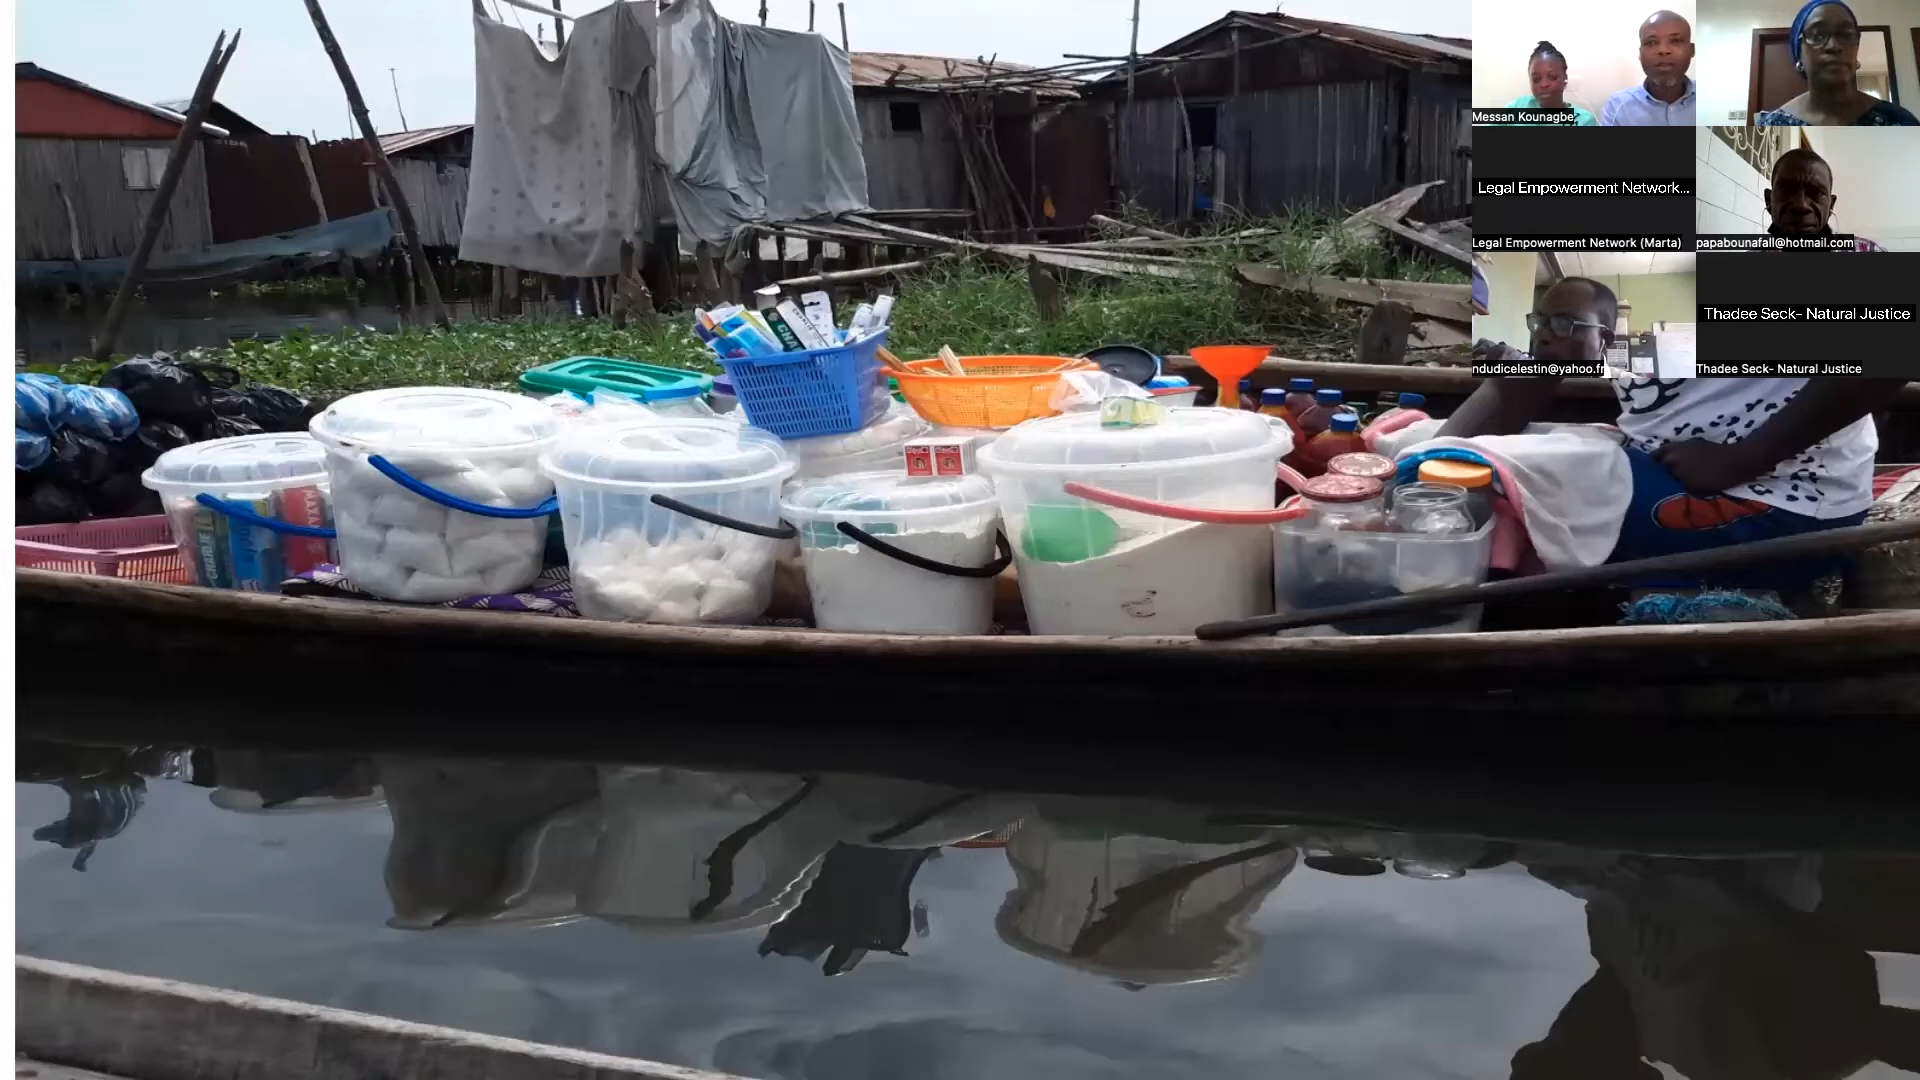 Messan Kounagbe
Legal Empowerment Network...
Legal Empowerment Network (Marta)
papabounafall@hotmail.com
ndudicelestin@yahoo.fr
Thadee Seck- Natural Justice
Thadee Seck- Natural Justice
CHARLIE